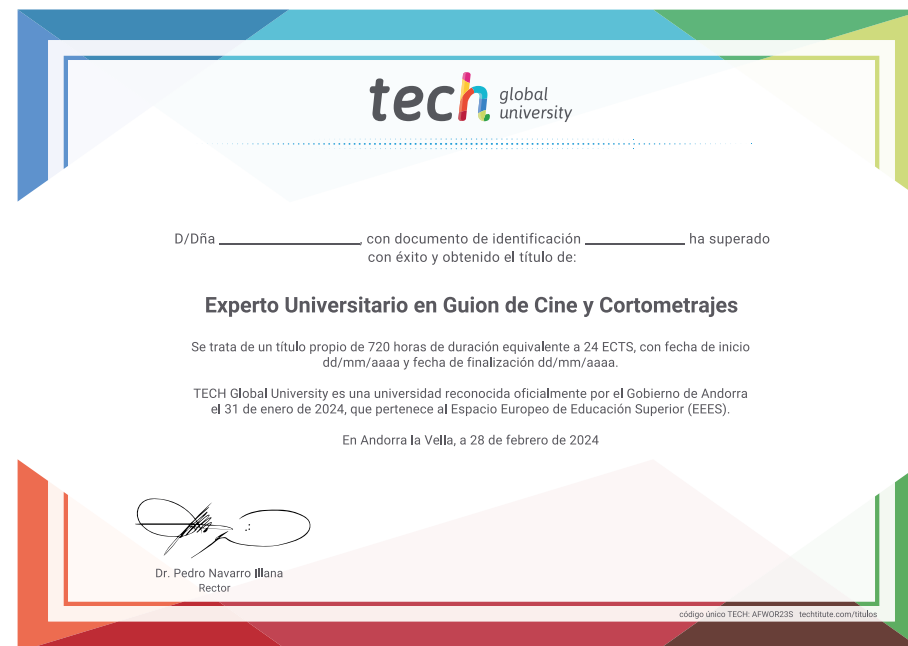 tech global
university
D/Dña ______________, con documento de identificación __________ ha superado
con éxito y obtenido el título de:
Experto Universitario en Guion de Cine y Cortometrajes
Se trata de un título propio de 720 horas de duración equivalente a 24 ECTS, con fecha de inicio
dd/mm/aaaa y fecha de finalización dd/mm/aaaa.
TECH Global University es una universidad reconocida oficialmente por el Gobierno de Andorra
el 31 de enero de 2024, que pertenece al Espacio Europeo de Educación Superior (EEES).
En Andorra la Vella, a 28 de febrero de 2024
Dr. Pedro Navarro Illana
Rector
código único TECH: AFWOR23S techtitute.com/titulos